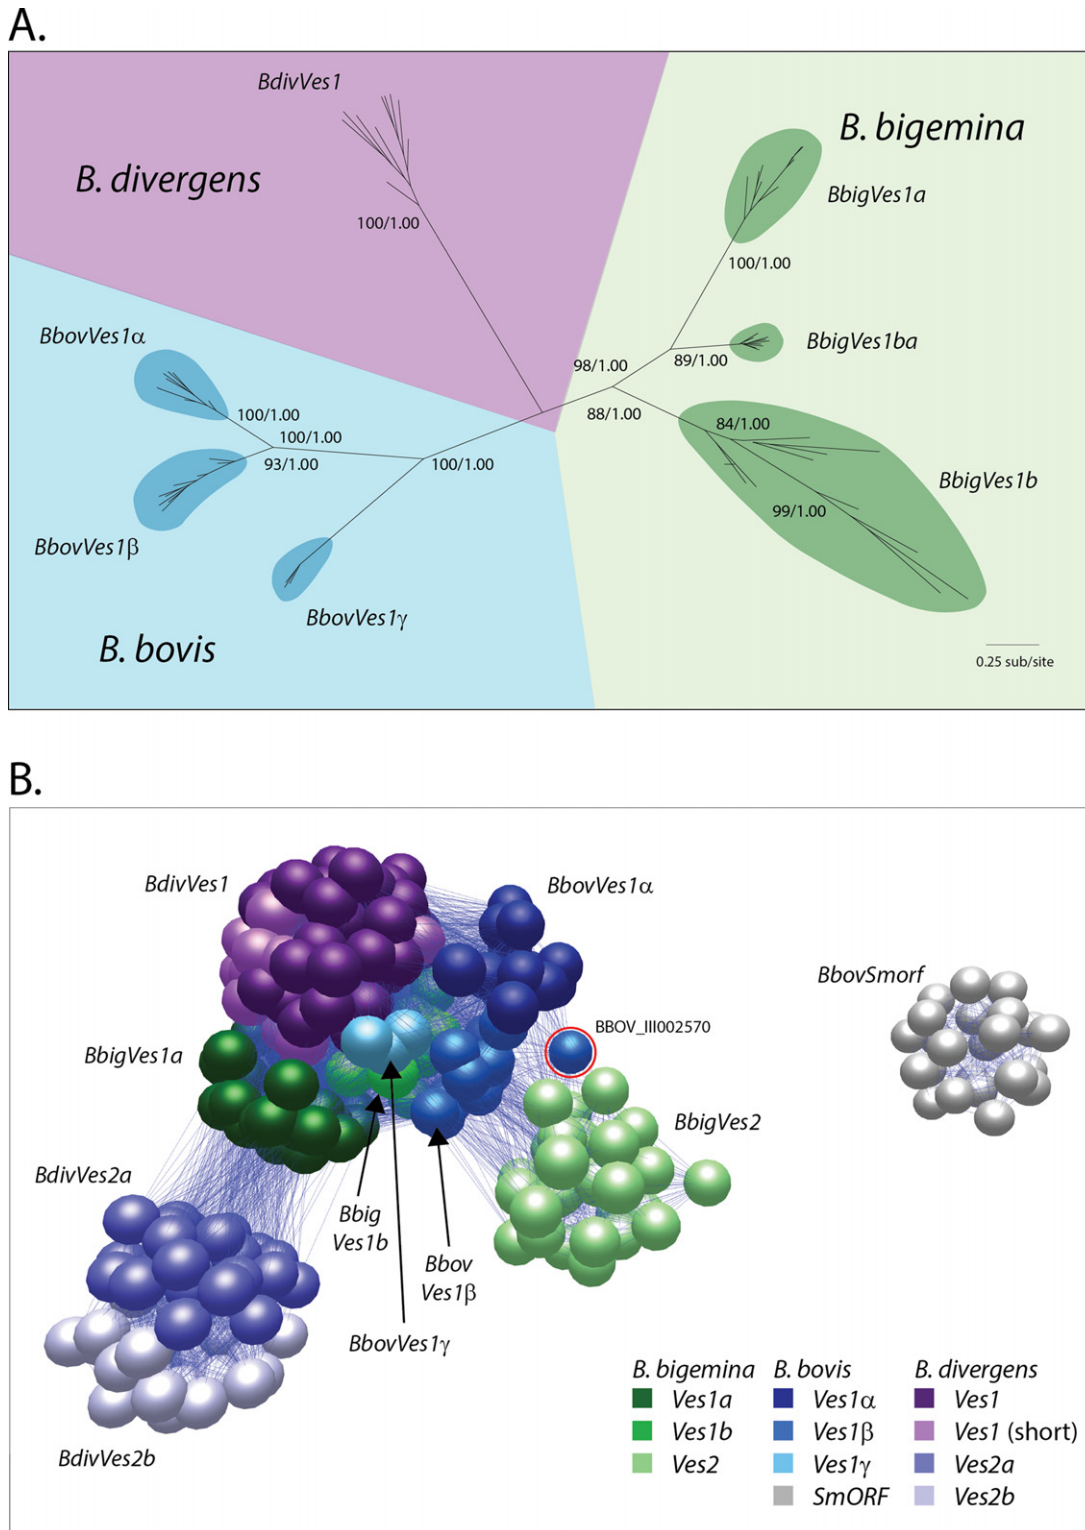 A.
BdivVes1
B. divergens
B. bigemina
BbigVes1a
100/1.00
100/1.00
BbovVes1α
BbigVes1ba
98/1.00
89/1.00
88/1.00
100/1.00
84/1.00
100/1.00
93/1.00
100/1.00
BbigVes1b
99/1.00
BbovVes1β
BbovVes1γ
B. bovis
0.25 sub/site
B.
BdivVes1
BbovVes1α
BbovSmorf
BBOV_III002570
BbigVes1a
BbigVes2
BdivVes2a
Bbig
Ves1b
Bbov
Ves1β
BbovVes1γ
BdivVes2b
B. bigemina B. bovis B. divergens
Ves1a Ves1α Ves1
Ves1b Ves1β Ves1 (short)
Ves2 Ves1γ Ves2a
SmORF Ves2b